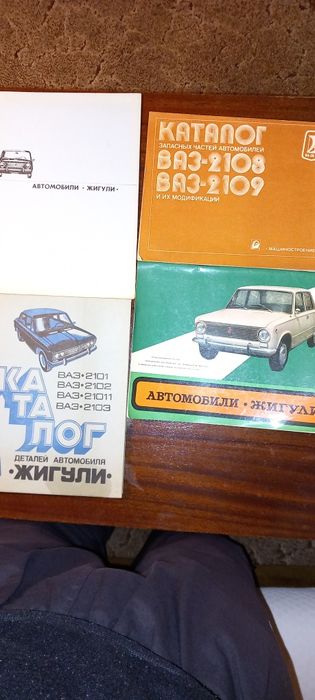 АВТОМОБИЛИ · ЖИГУЛИ ·
КАТАЛОГ
ЗАПАСНЫХ ЧАСТЕЙ АВТОМОБИЛЕЙ
ВАЗ-2108
ВАЗ-2109
И ИХ МОДИФИКАЦИЙ
· МАШИНОСТРОЕНИЕ
ВАЗ·2101
ВАЗ·2102
ВАЗ·21011
ВАЗ·2103
КА
ТА
ЛОГ
ДЕТАЛЕЙ АВТОМОБИЛЯ
·ЖИГУЛИ·
АВТОМОБИЛИ · ЖИГУЛИ